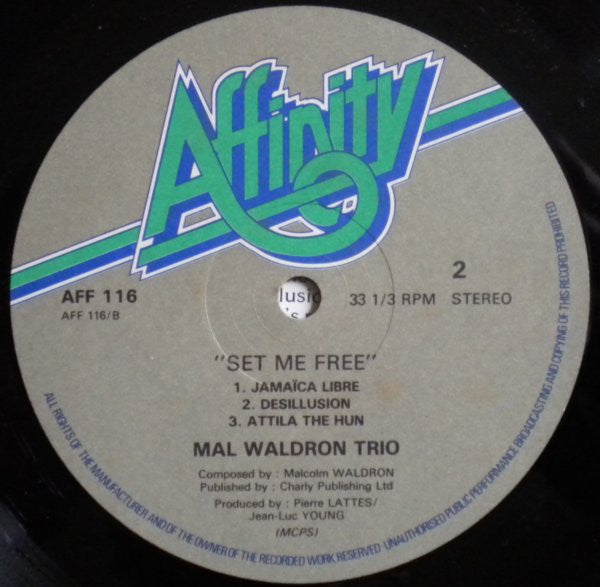 Affinity
AFF 116
AFF 116/B
lusic
's
33 1/3 RPM
2
STEREO
"SET ME FREE"
1. JAMAÏCA LIBRE
2. DESILLUSION
3. ATTILA THE HUN
MAL WALDRON TRIO
Composed by : Malcolm WALDRON
Published by : Charly Publishing Ltd
Produced by : Pierre LATTES/
Jean-Luc YOUNG
(MCPS)
ALL RIGHTS OF THE MANUFACTURER AND OF THE OWNER OF THE RECORDED WORK RESERVED · UNAUTHORISED PUBLIC PERFORMANCE BROADCASTING AND COPYING OF THIS RECORD PROHIBITED